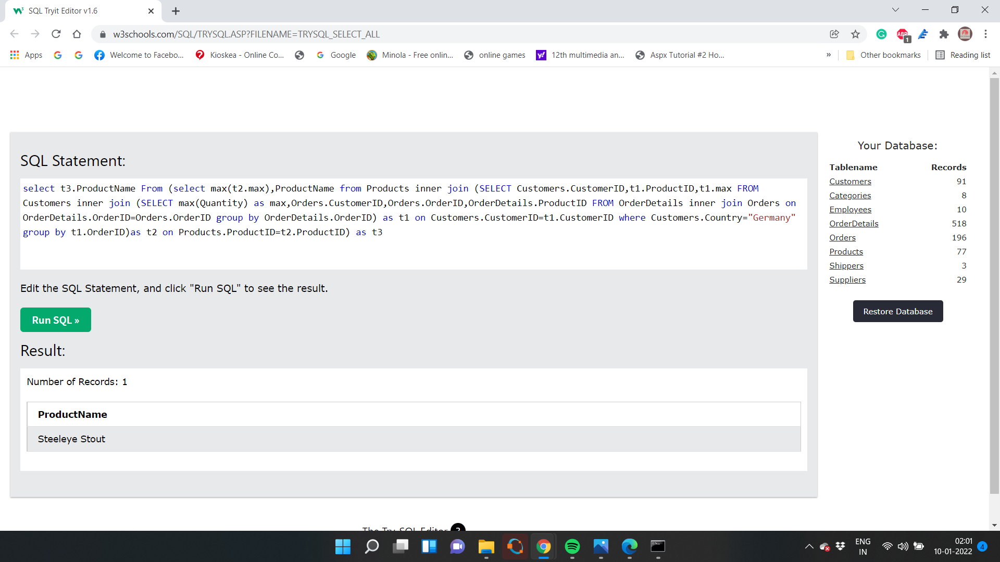 SQL Tryit Editor v1.6
w3schools.com/SQL/TRYSQL.ASP?FILENAME=TRYSQL_SELECT_ALL
ABP 1
Apps Welcome to Facebo... Kioskea - Online Co... Google Minola - Free onlin... online games 12th multimedia an... Aspx Tutorial #2 Ho... » Other bookmarks Reading list
SQL Statement:
select t3.ProductName From (select max(t2.max),ProductName from Products inner join (SELECT Customers.CustomerID,t1.ProductID,t1.max FROM
Customers inner join (SELECT max(Quantity) as max,Orders.CustomerID,Orders.OrderID,OrderDetails.ProductID FROM OrderDetails inner join Orders on
OrderDetails.OrderID=Orders.OrderID group by OrderDetails.OrderID) as t1 on Customers.CustomerID=t1.CustomerID where Customers.Country="Germany"
group by t1.OrderID)as t2 on Products.ProductID=t2.ProductID) as t3
Edit the SQL Statement, and click "Run SQL" to see the result.
Run SQL »
Result:
Number of Records: 1
ProductName
Steeleye Stout
Your Database:
Tablename Records
Customers 91
Categories 8
Employees 10
OrderDetails 518
Orders 196
Products 77
Shippers 3
Suppliers 29
Restore Database
The Try-SQL Editor ?
ENG
IN
02:01
10-01-2022
4